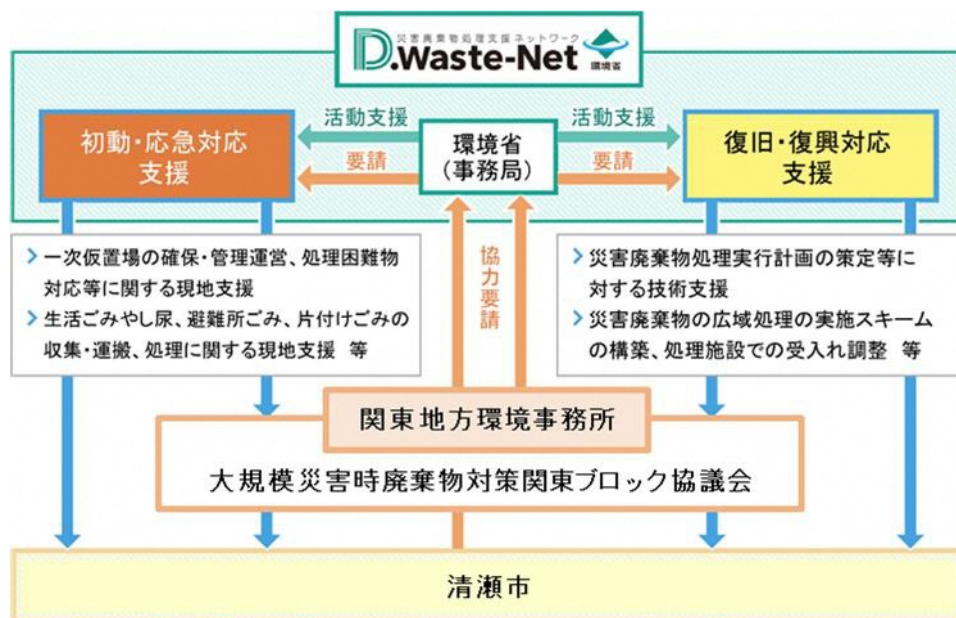 災害廃棄物処理支援ネットワーク
D.Waste-Net
環境省
初動・応急対応
支援
活動支援
要請
環境省
(事務局)
活動支援
要請
復旧・復興対応
支援
> 一次仮置場の確保・管理運営、処理困難物
対応等に関する現地支援
> 生活ごみやし尿、避難所ごみ、片付けごみの
収集・運搬、処理に関する現地支援 等
協力要請
> 災害廃棄物処理実行計画の策定等に
対する技術支援
> 災害廃棄物の広域処理の実施スキーム
の構築、処理施設での受入れ調整 等
関東地方環境事務所
大規模災害時廃棄物対策関東ブロック協議会
清瀬市